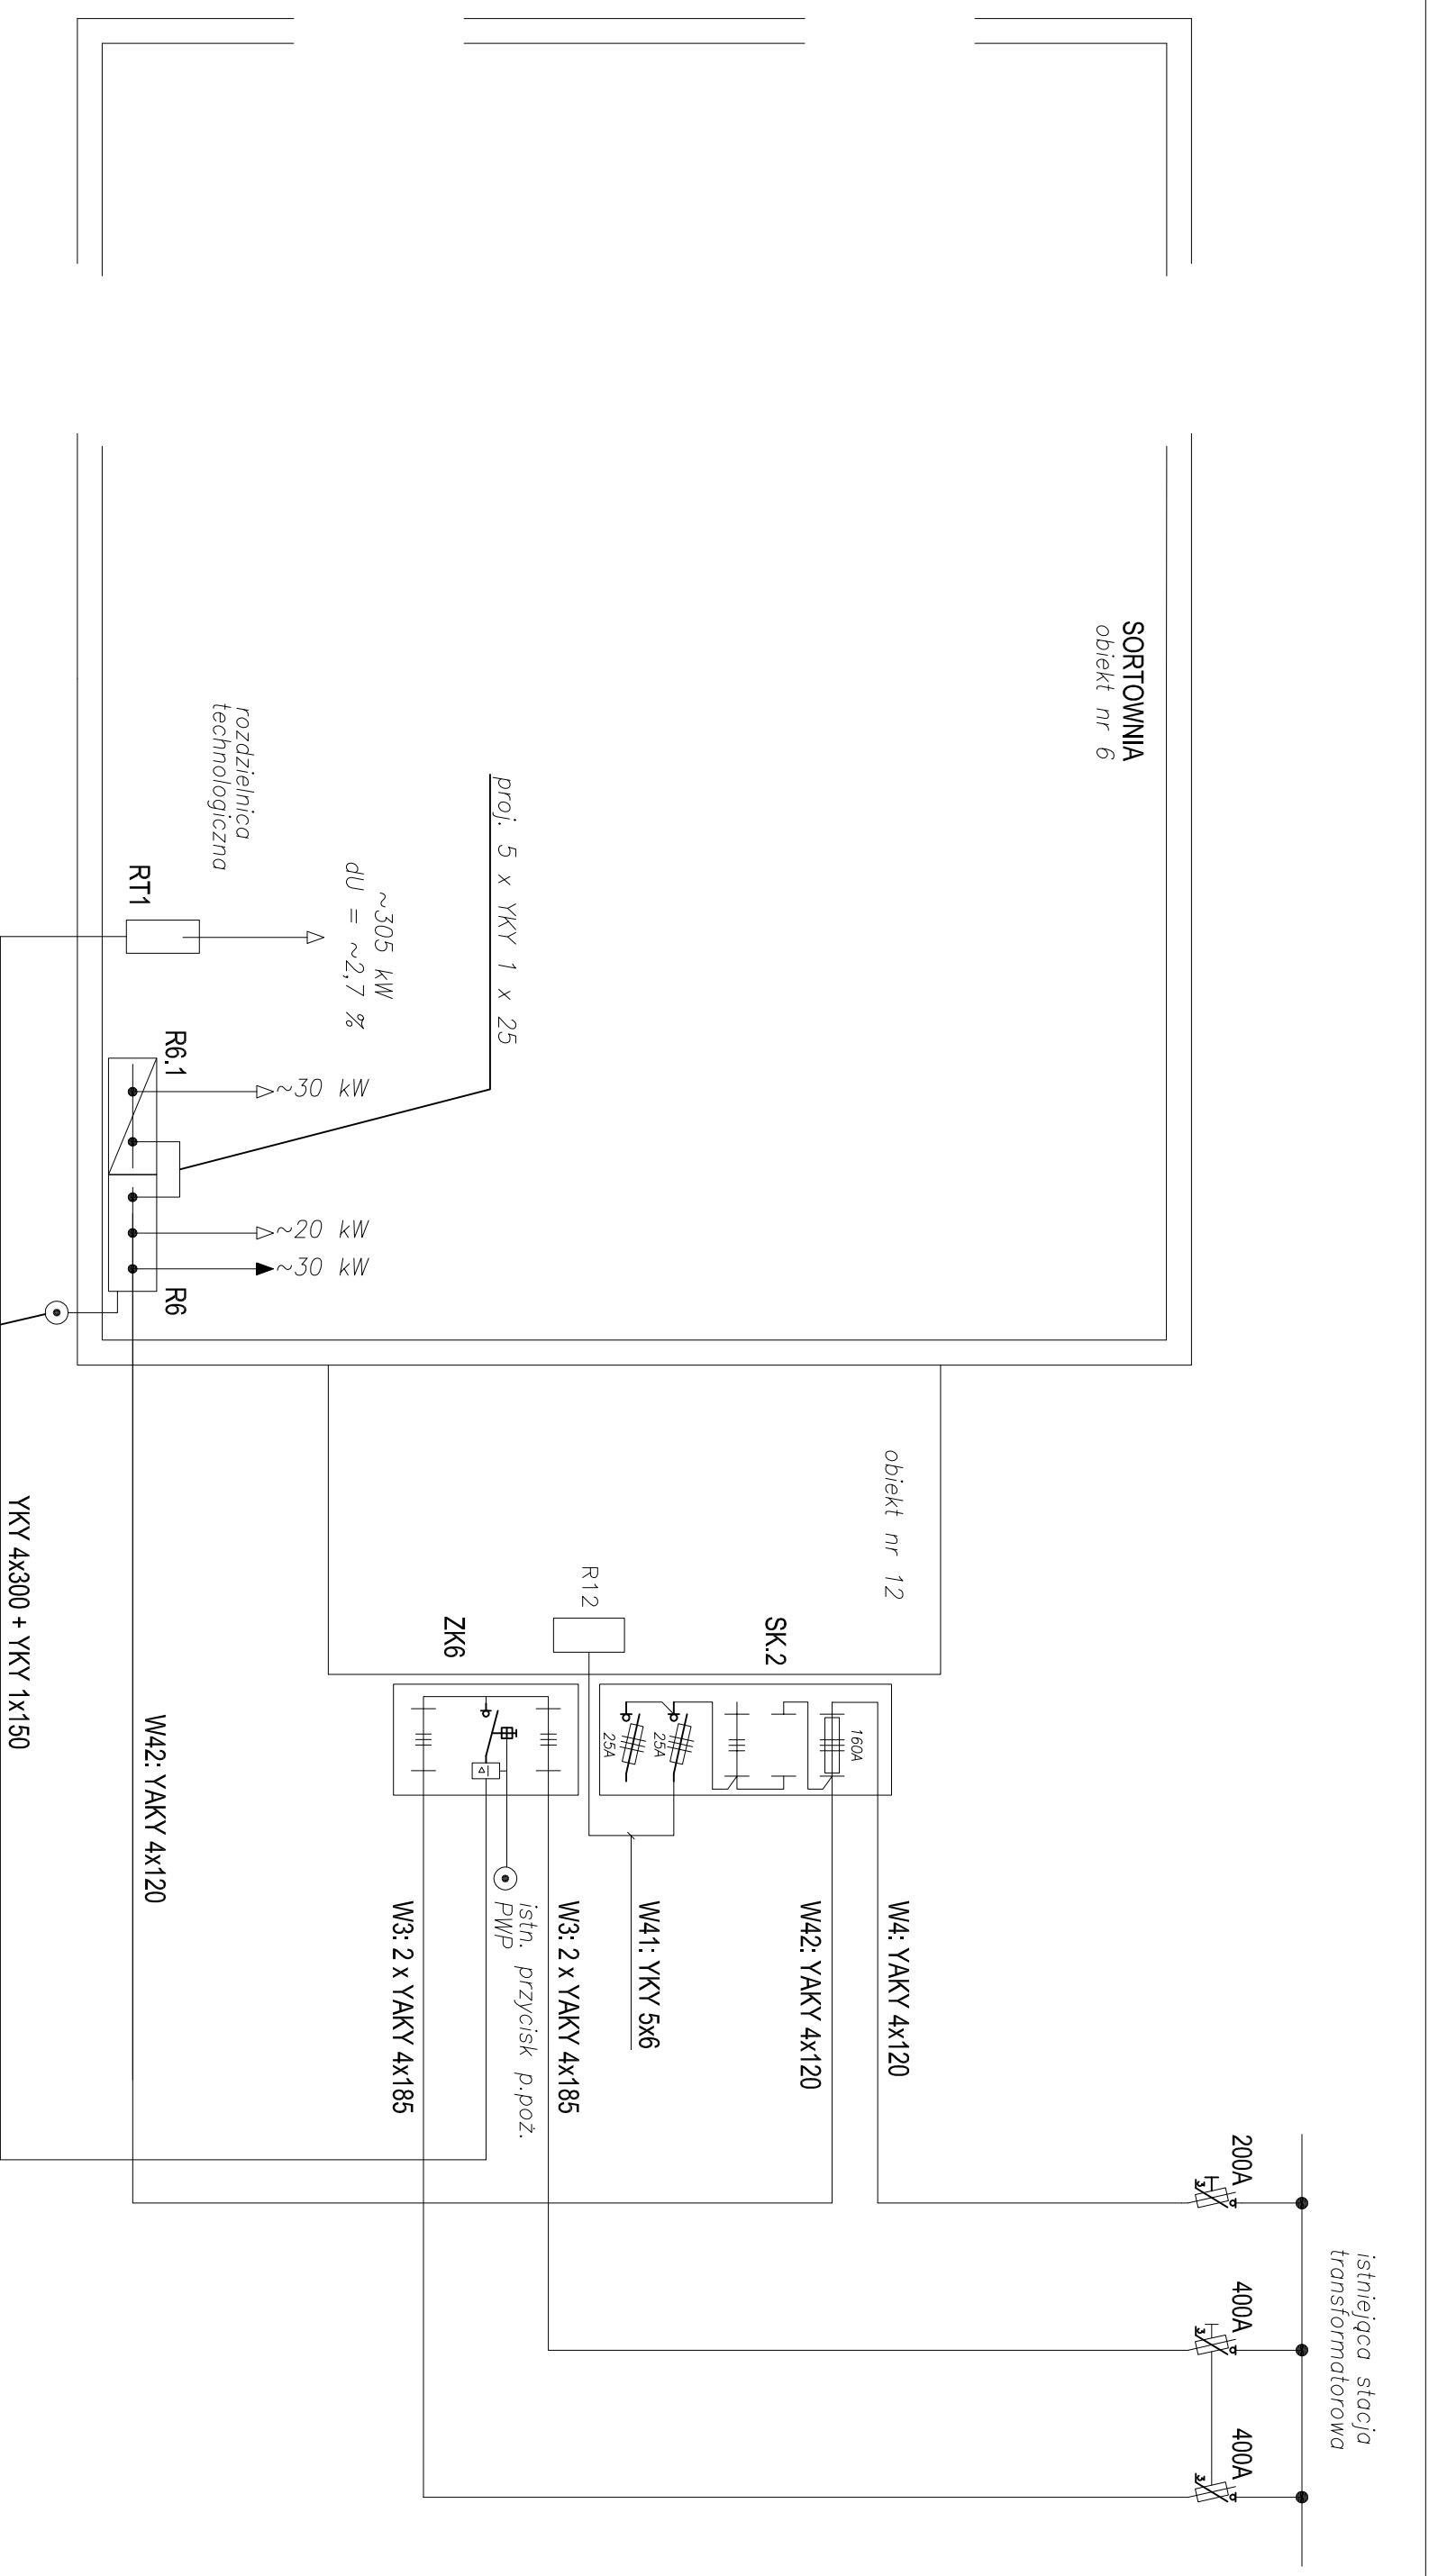 istniejąca stacja
transformatorowa
200A
400A
400A
3
3
3
SORTOWNIA
obiekt nr 6
obiekt nr 12
W4: YAKY 4x120
160A
W42: YAKY 4x120
SK.2
25A
25A
W41: YKY 5x6
R12
W3: 2 x YAKY 4x185
istn. przycisk p.poż.
PWP
ZK6
W3: 2 x YAKY 4x185
proj. 5 x YKY 1 x 25
~305 kW
dU = ~2,7 %
~30 kW
~20 kW
~30 kW
rozdzielnica
technologiczna
RT1
R6.1
R6
W42: YAKY 4x120
YKY 4x300 + YKY 1x150